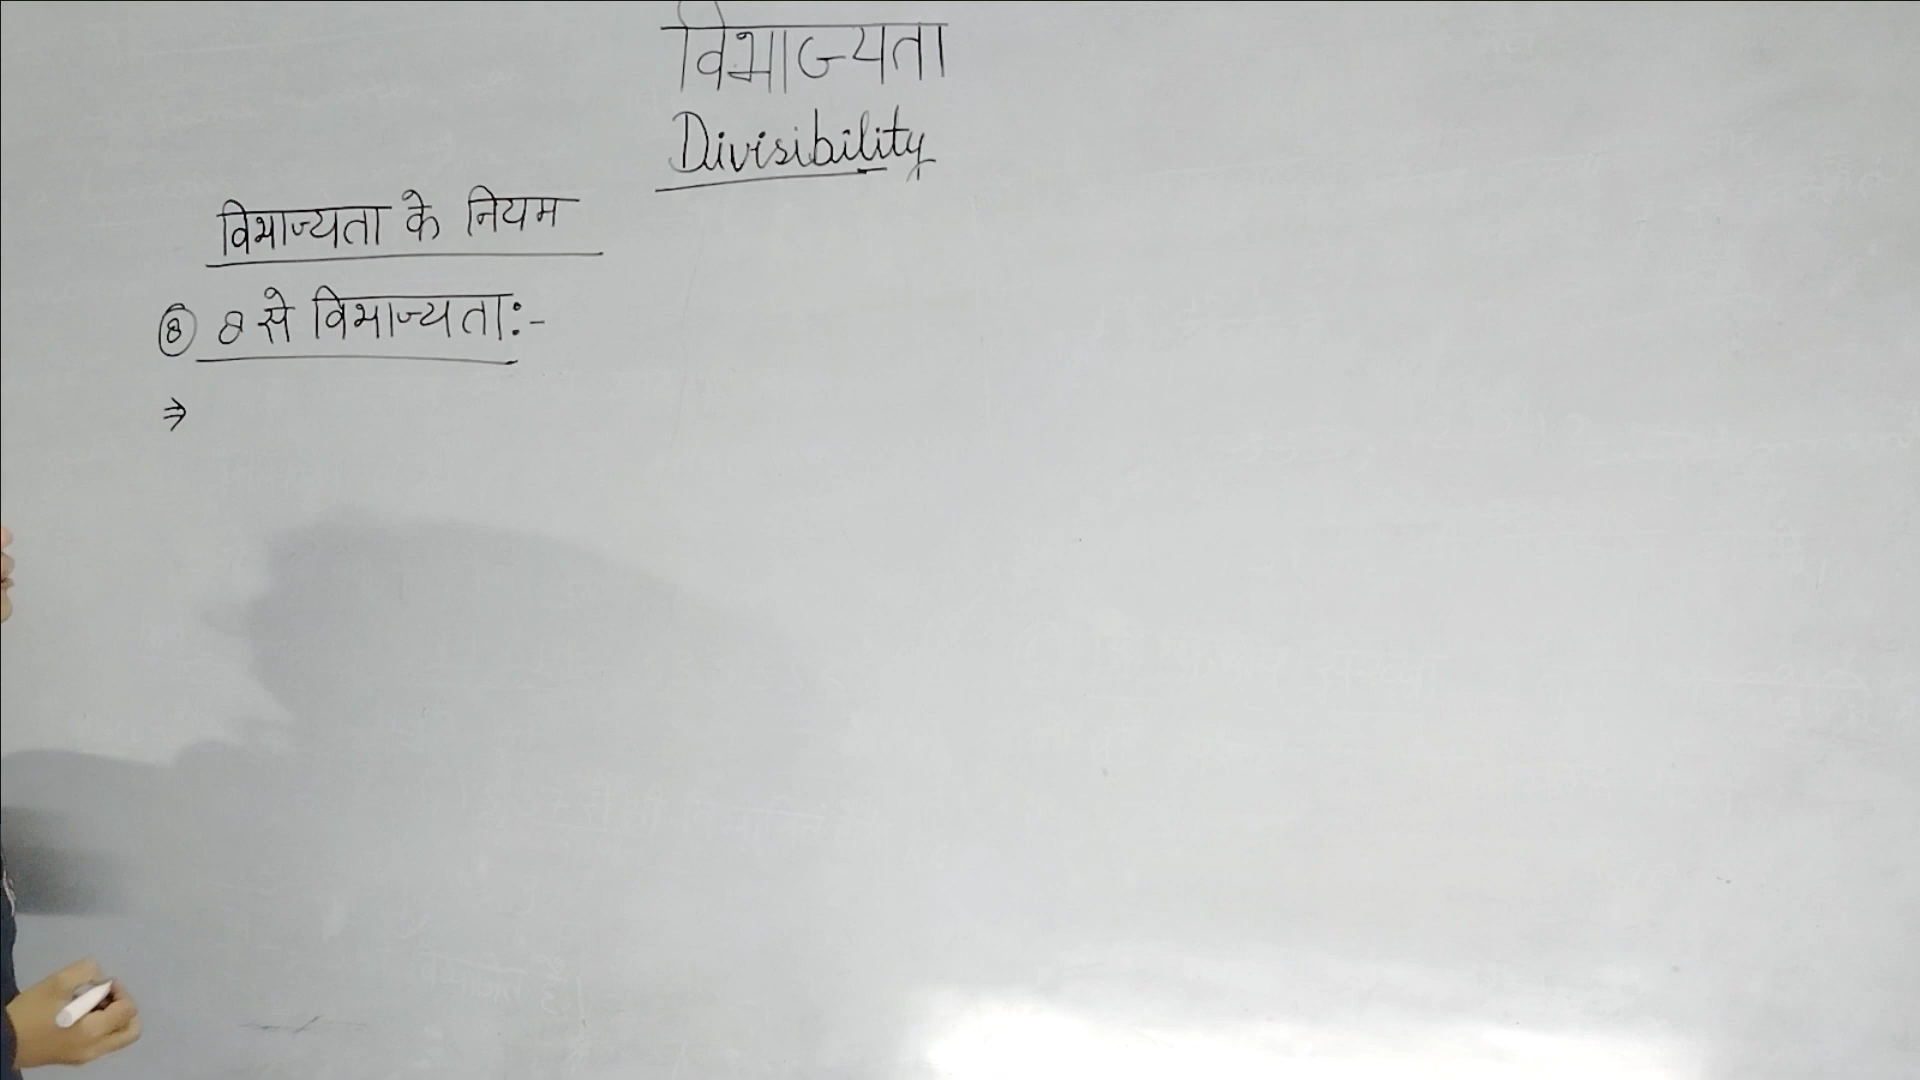 विभाज्यता
Divisibility
विभाज्यता के नियम
⑧ 8 से विभाज्यता:-
⇒